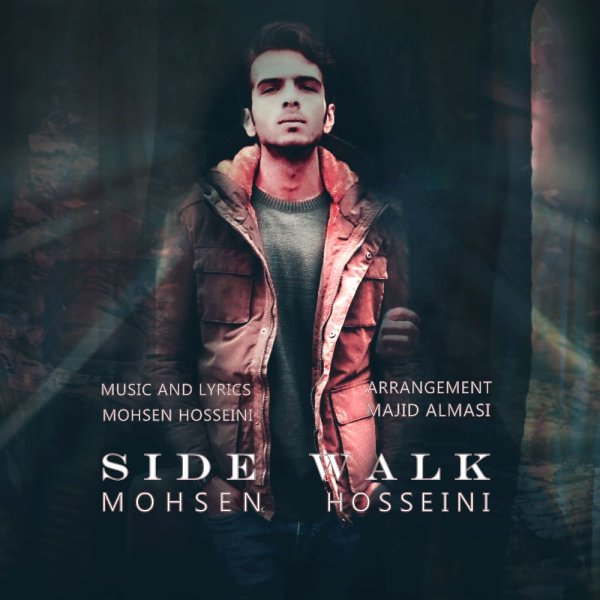 MUSIC AND LYRICS
MOHSEN HOSSEINI
ARRANGEMENT
MAJID ALMASI
SIDE WALK
MOHSEN HOSSEINI